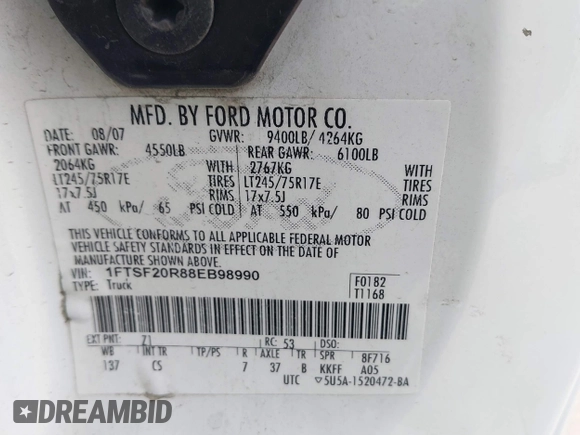 MFD. BY FORD MOTOR CO.
DATE: 08/07 GVWR: 9400LB/ 4264KG
FRONT GAWR: 4550LB REAR GAWR: 6100LB
2064KG WITH 2767KG WITH
LT245/75R17E TIRES LT245/75R17E TIRES
17x7.5J RIMS 17x7.5J RIMS
AT 450 kPa/ 65 PSI COLD AT 550 kPa/ 80 PSI COLD
THIS VEHICLE CONFORMS TO ALL APPLICABLE FEDERAL MOTOR
VEHICLE SAFETY STANDARDS IN EFFECT ON THE DATE OF
MANUFACTURE SHOWN ABOVE.
VIN: 1FTSF20R88EB98990 F0182
TYPE: Truck T1168
EXT PNT: Z1 RC: 53 DSO:
WB INT TR TP/PS R AXLE TR SPR 8F716
137 CS 7 37 B KKFF A05
UTC ▽5U5A-1520472-BA
DREAMBID